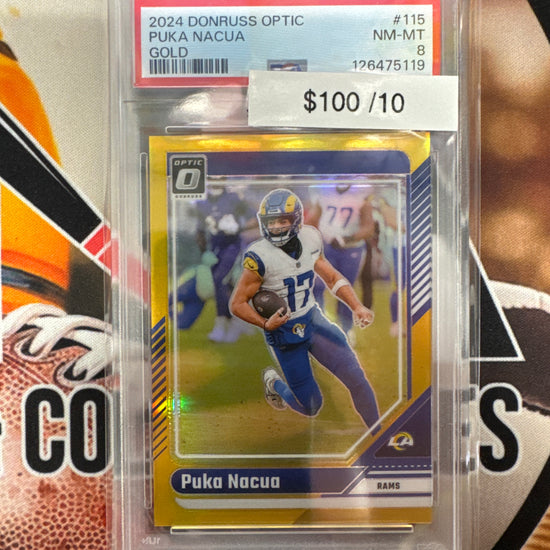 2024 DONRUSS OPTIC #115
PUKA NACUA NM-MT
GOLD 8
126475119
$100 /10
OPTIC
DONRUSS
17
77
Puka Nacua
RAMS
CO
S